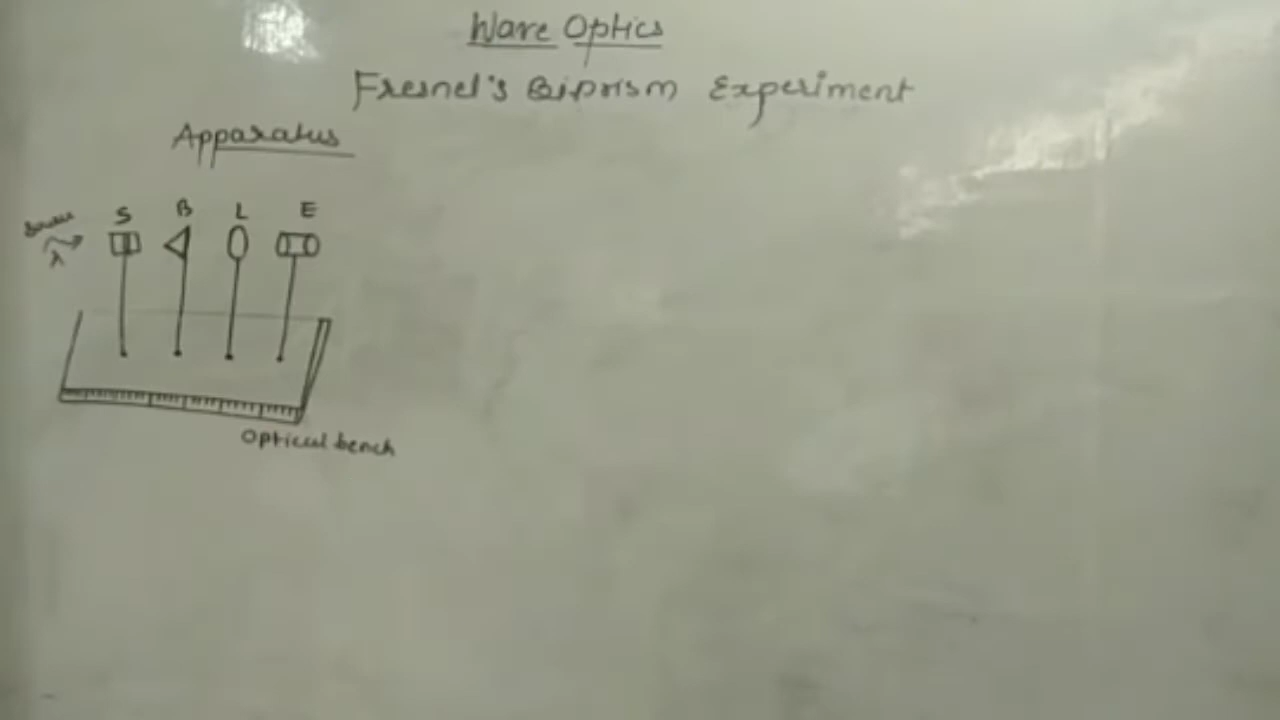 Wave Optics
Fresnel's Biprism Experiment
Apparatus
S B L E
λ
Optical bench